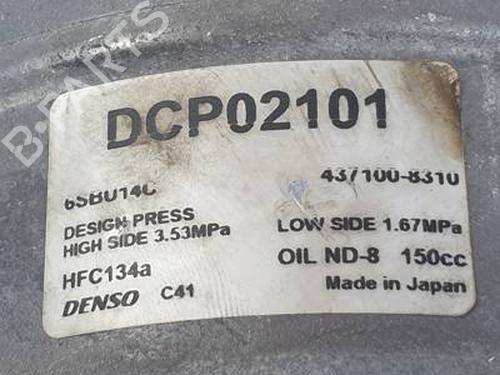 B-PARTS
DCP02101
6SBU14C 437100-8310
DESIGN PRESS
HIGH SIDE 3.53MPa LOW SIDE 1.67MPa
HFC134a OIL ND-8 150cc
DENSO C41 Made in Japan